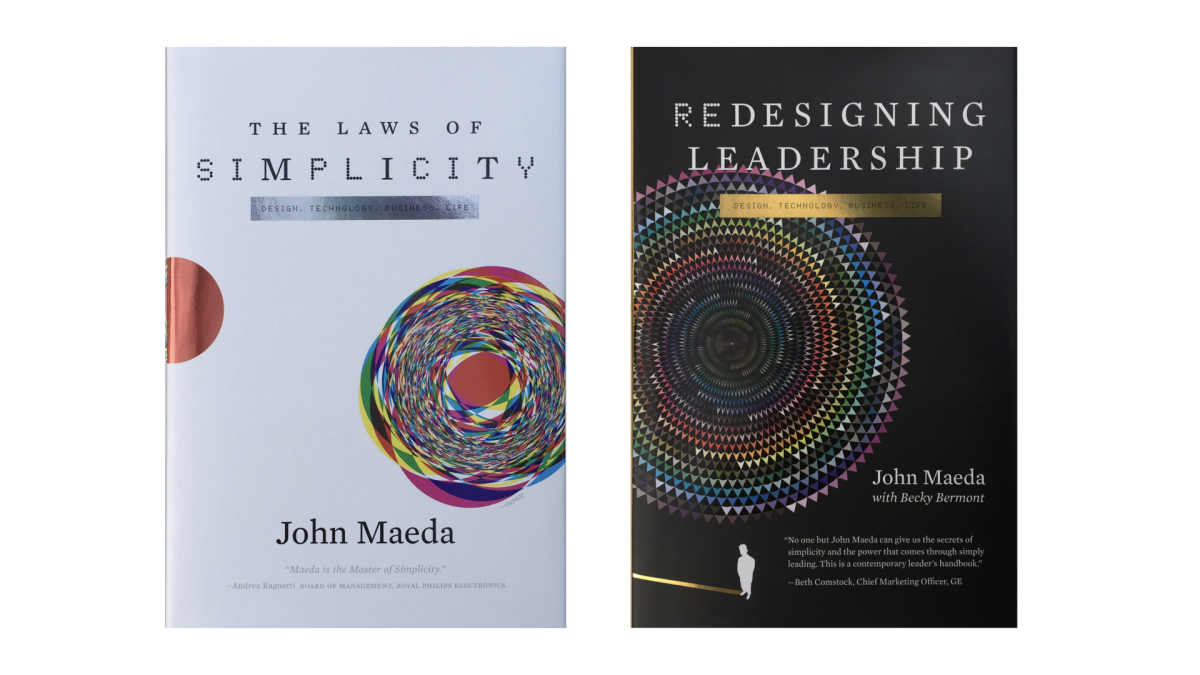 THE LAWS OF
SIMPLICITY
DESIGN, TECHNOLOGY, BUSINESS, LIFE
John Maeda
“Maeda is the Master of Simplicity.”
—Andrea Ragnetti BOARD OF MANAGEMENT, ROYAL PHILIPS ELECTRONICS
REDESIGNING
LEADERSHIP
DESIGN, TECHNOLOGY, BUSINESS, LIFE
John Maeda
with Becky Bermont
“No one but John Maeda can give us the secrets of
simplicity and the power that comes through simply
leading. This is a contemporary leader’s handbook.”
—Beth Comstock, Chief Marketing Officer, GE